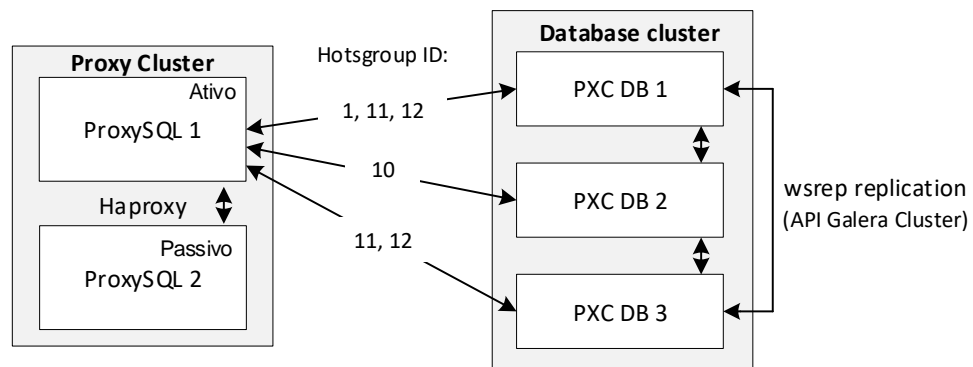 Proxy Cluster
Ativo
ProxySQL 1
Haproxy
Passivo
ProxySQL 2
Hotsgroup ID:
1, 11, 12
10
11, 12
Database cluster
PXC DB 1
PXC DB 2
PXC DB 3
wsrep replication
(API Galera Cluster)